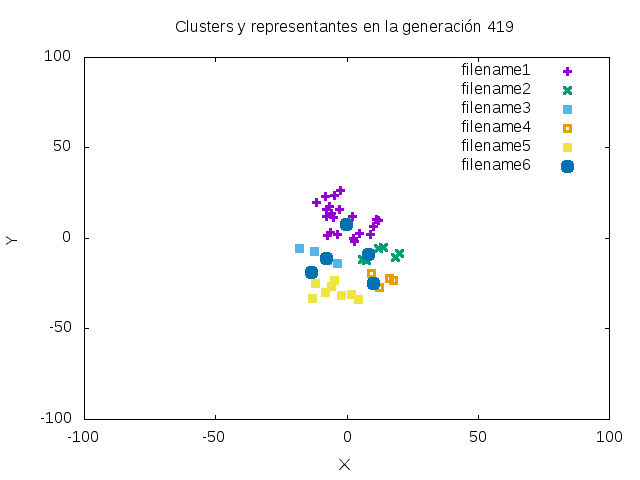 Clusters y representantes en la generación 419
100
50
0
-50
-100
-100
-50
0
50
100
Y
X
filename1
filename2
filename3
filename4
filename5
filename6